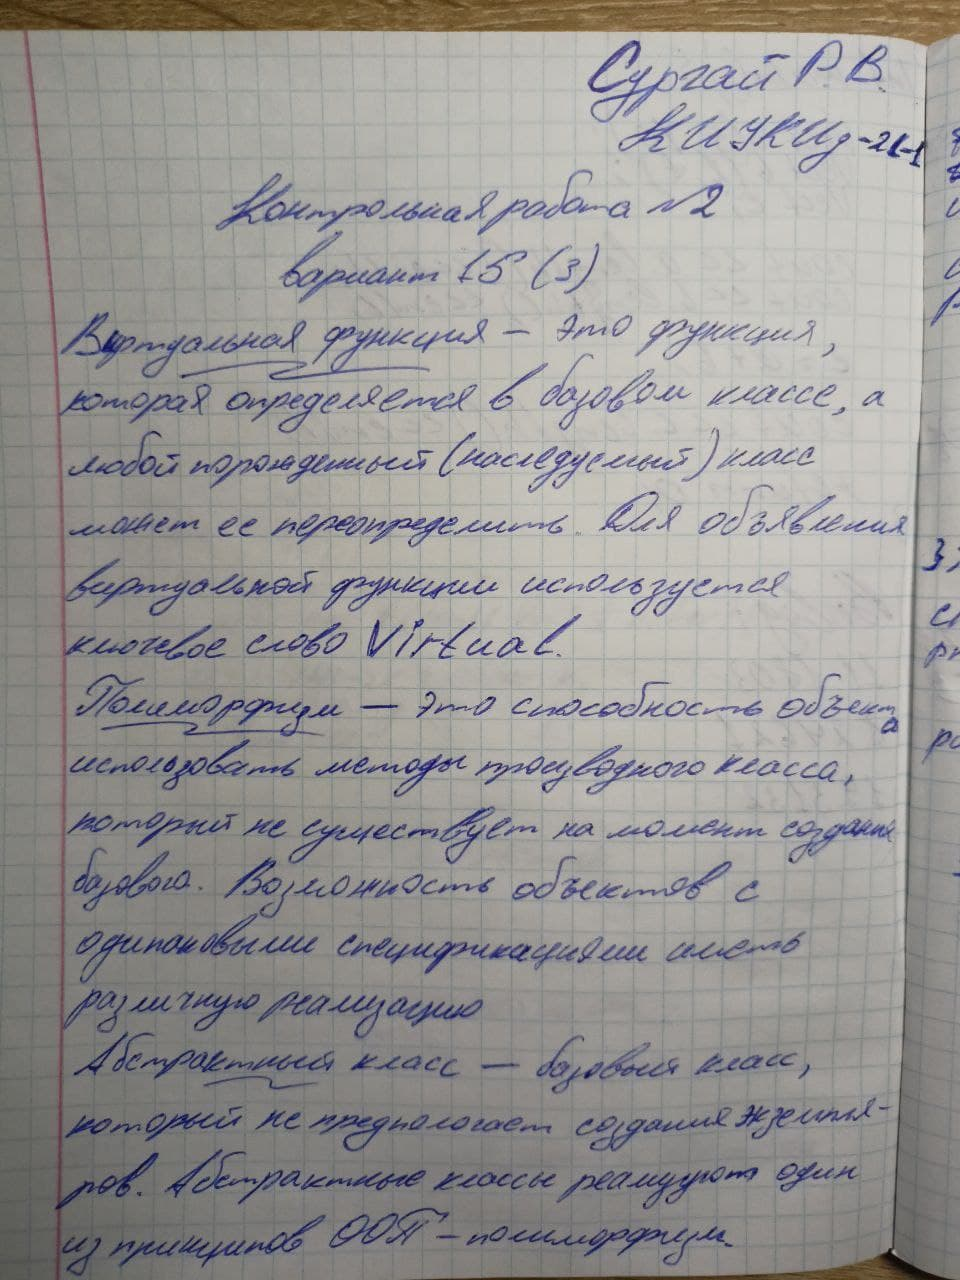 Сургай Р.В.
КИУКИу-21-1
Контрольная работа №2
вариант 15 (3)
Виртуальная функция – это функция,
которая определяется в базовом классе, а
любой порожденный (наследуемый) класс
может ее переопределить. Для объявления
виртуальной функции используется
ключевое слово Virtual.
Полиморфизм — это способность объекта
использовать методы производного класса,
который не существует на момент создания
базового. Возможность объектов с
одинаковыми спецификациями иметь
различную реализацию
Абстрактный класс — базовый класс,
который не предполагает создания экземпля-
ров. Абстрактные классы реализуют один
из принципов ООП – полиморфизм.